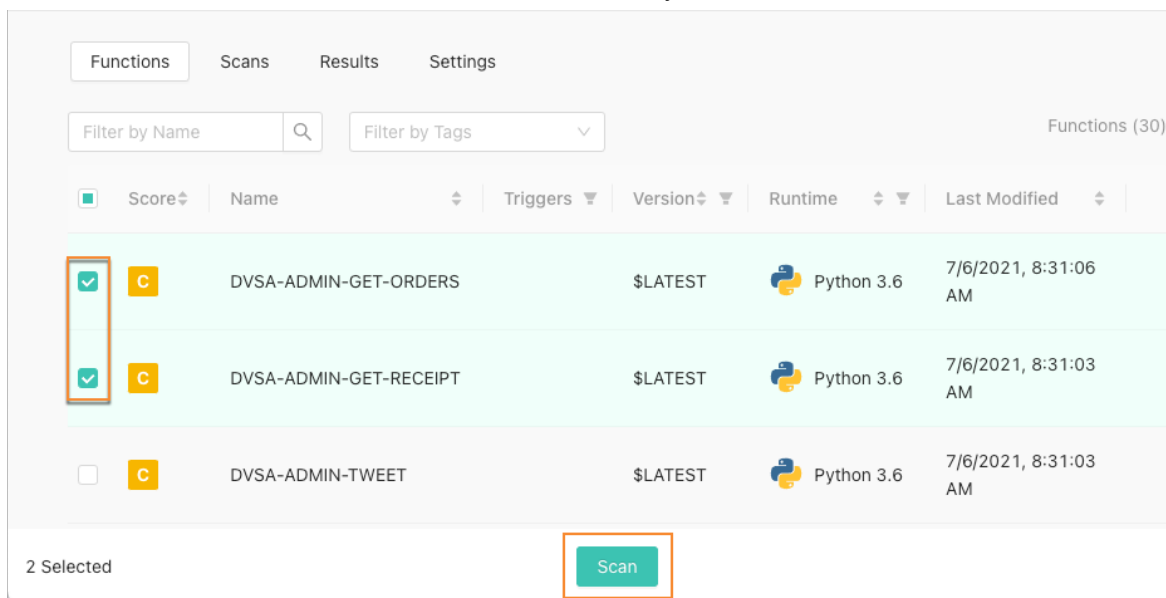 Functions Scans Results Settings
Filter by Name Filter by Tags Functions (30)
Score Name Triggers Version Runtime Last Modified
C DVSA-ADMIN-GET-ORDERS $LATEST Python 3.6 7/6/2021, 8:31:06
AM
C DVSA-ADMIN-GET-RECEIPT $LATEST Python 3.6 7/6/2021, 8:31:03
AM
C DVSA-ADMIN-TWEET $LATEST Python 3.6 7/6/2021, 8:31:03
AM
2 Selected Scan